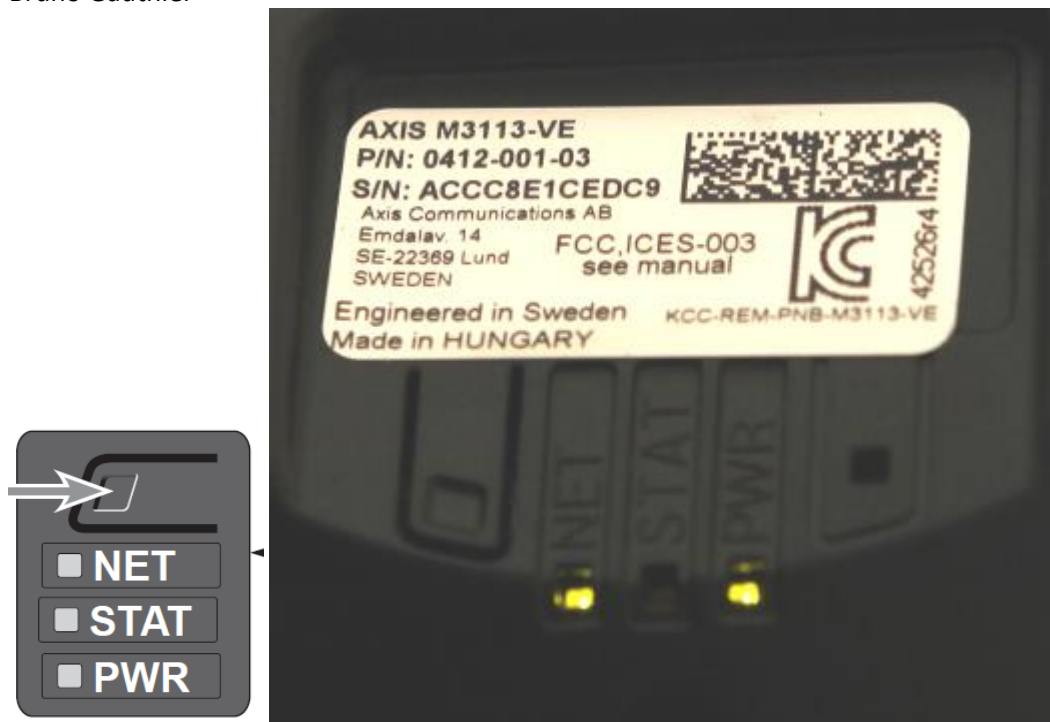 AXIS M3113-VE
P/N: 0412-001-03
S/N: ACCC8E1CEDC9
Axis Communications AB
Emdalav. 14
SE-22369 Lund
SWEDEN
FCC,ICES-003
see manual
42526r4
Engineered in Sweden
KCC-REM-PNB-M3113-VE
Made in HUNGARY
NET
STAT
PWR
NET
STAT
PWR